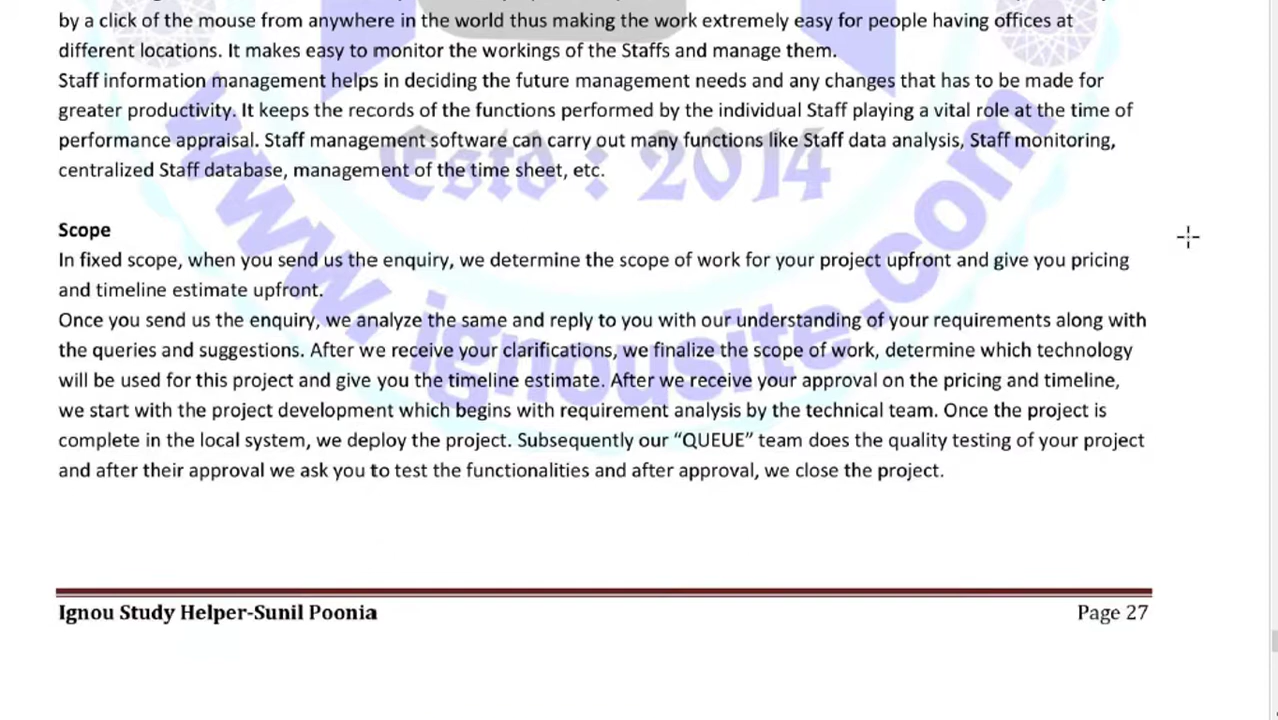 by a click of the mouse from anywhere in the world thus making the work extremely easy for people having offices at
different locations. It makes easy to monitor the workings of the Staffs and manage them.
Staff information management helps in deciding the future management needs and any changes that has to be made for
greater productivity. It keeps the records of the functions performed by the individual Staff playing a vital role at the time of
performance appraisal. Staff management software can carry out many functions like Staff data analysis, Staff monitoring,
centralized Staff database, management of the time sheet, etc.
Estd : 2014
www.ignousite.com
Scope
In fixed scope, when you send us the enquiry, we determine the scope of work for your project upfront and give you pricing
and timeline estimate upfront.
Once you send us the enquiry, we analyze the same and reply to you with our understanding of your requirements along with
the queries and suggestions. After we receive your clarifications, we finalize the scope of work, determine which technology
will be used for this project and give you the timeline estimate. After we receive your approval on the pricing and timeline,
we start with the project development which begins with requirement analysis by the technical team. Once the project is
complete in the local system, we deploy the project. Subsequently our “QUEUE” team does the quality testing of your project
and after their approval we ask you to test the functionalities and after approval, we close the project.
Ignou Study Helper-Sunil Poonia
Page 27